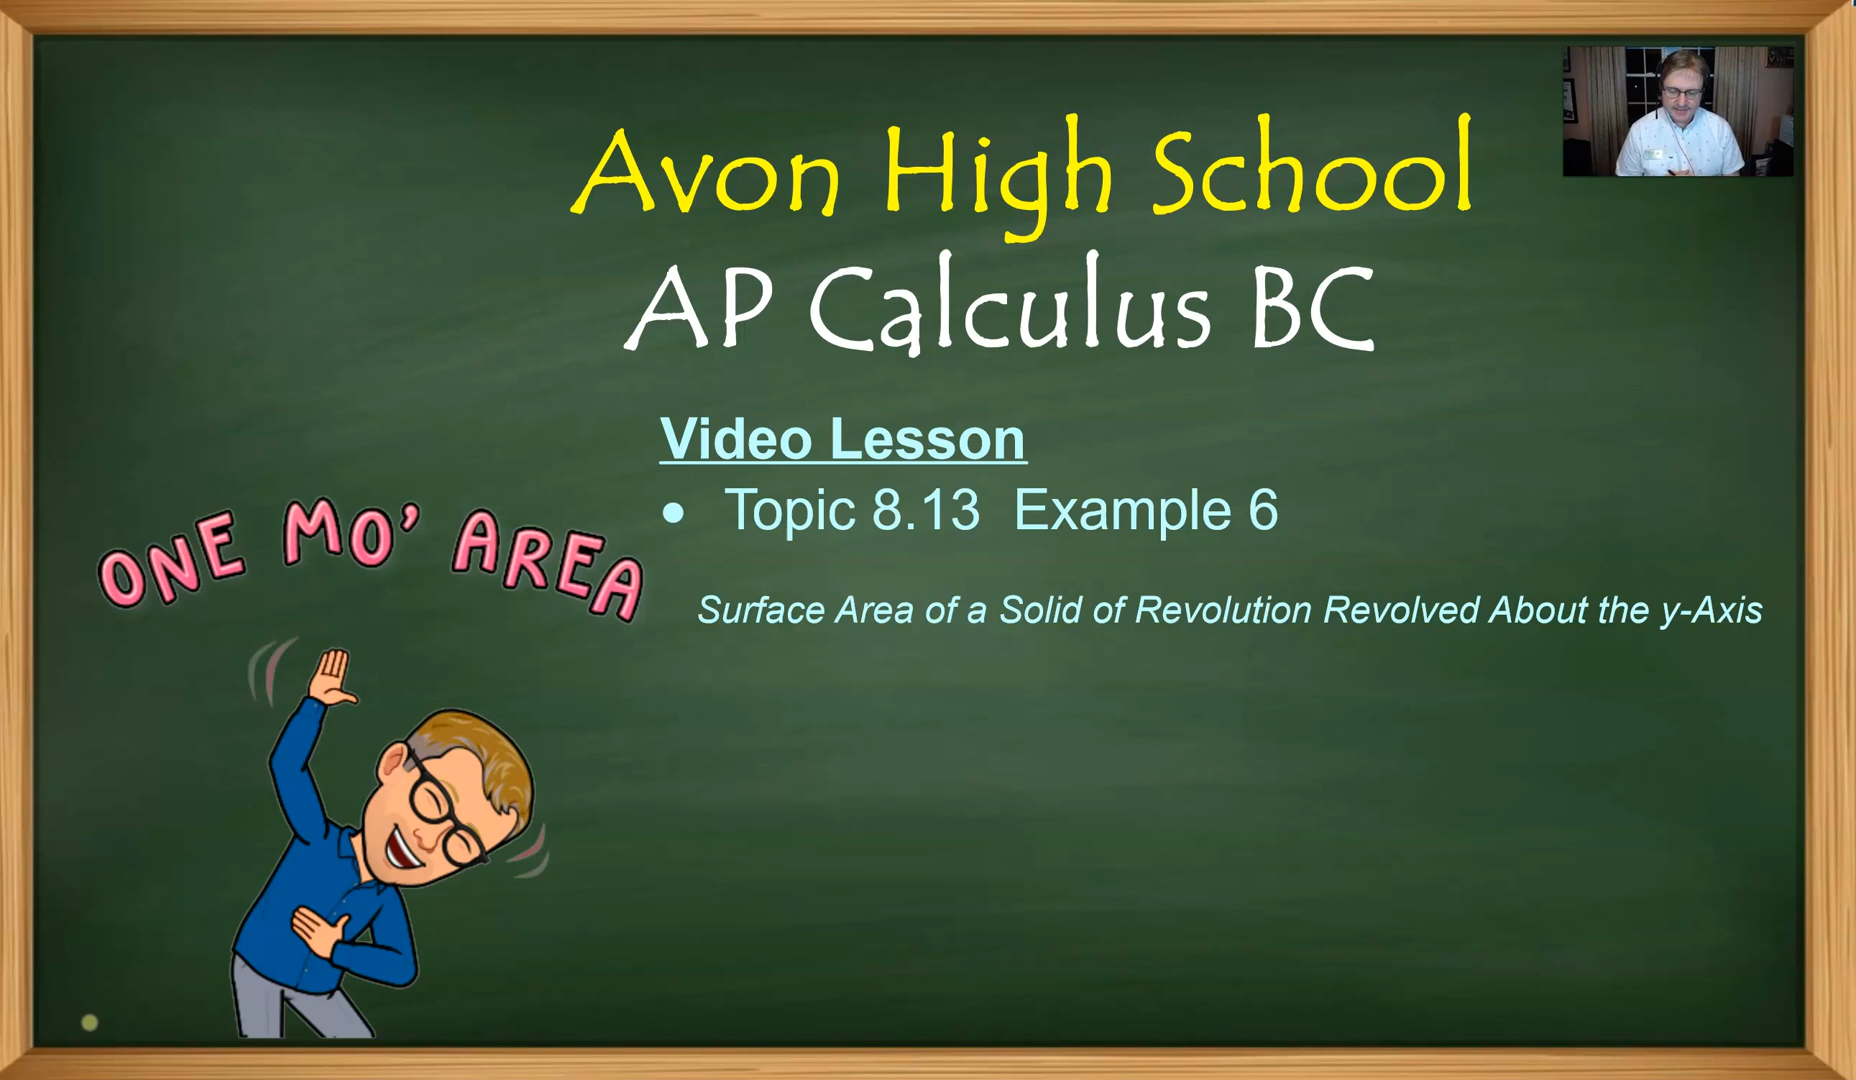 Avon High School
AP Calculus BC
Video Lesson
● Topic 8.13 Example 6
ONE MO' AREA
Surface Area of a Solid of Revolution Revolved About the y-Axis